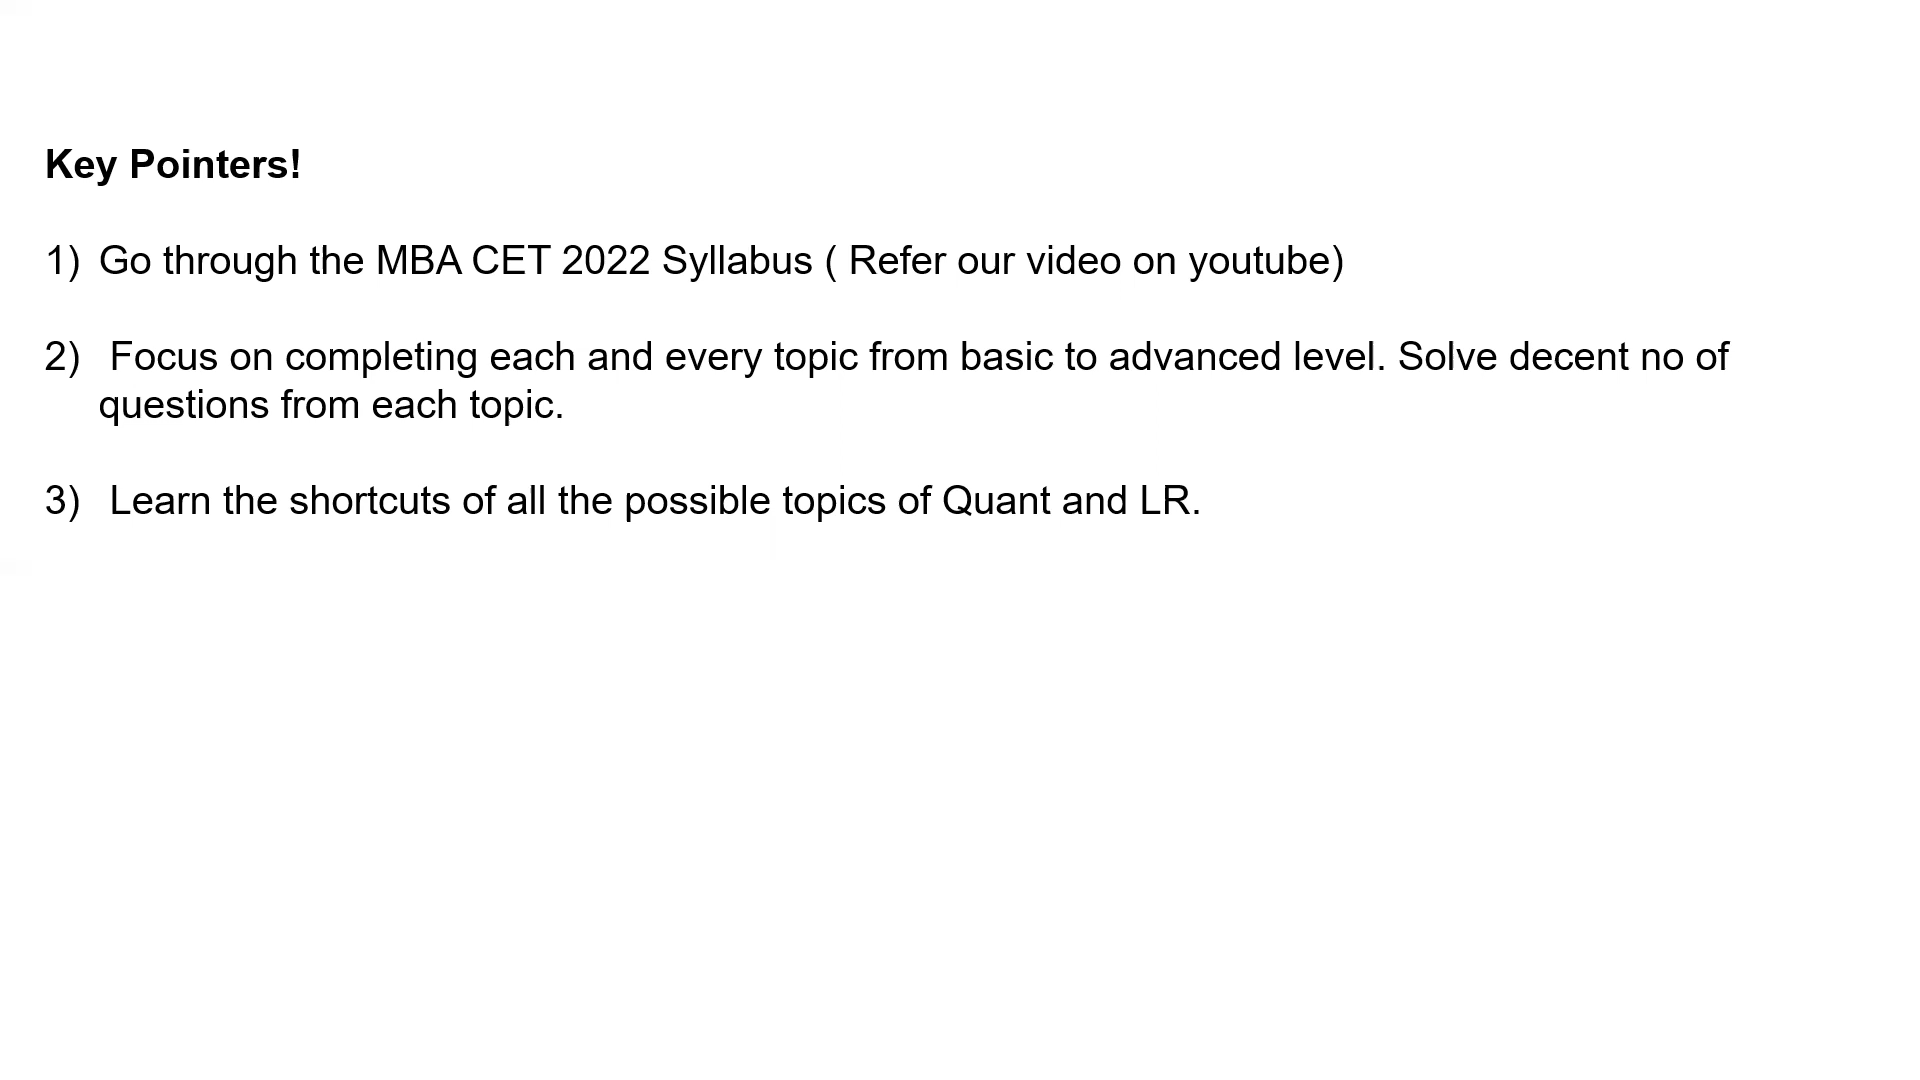 Key Pointers!
1) Go through the MBA CET 2022 Syllabus ( Refer our video on youtube)
2) Focus on completing each and every topic from basic to advanced level. Solve decent no of
questions from each topic.
3) Learn the shortcuts of all the possible topics of Quant and LR.